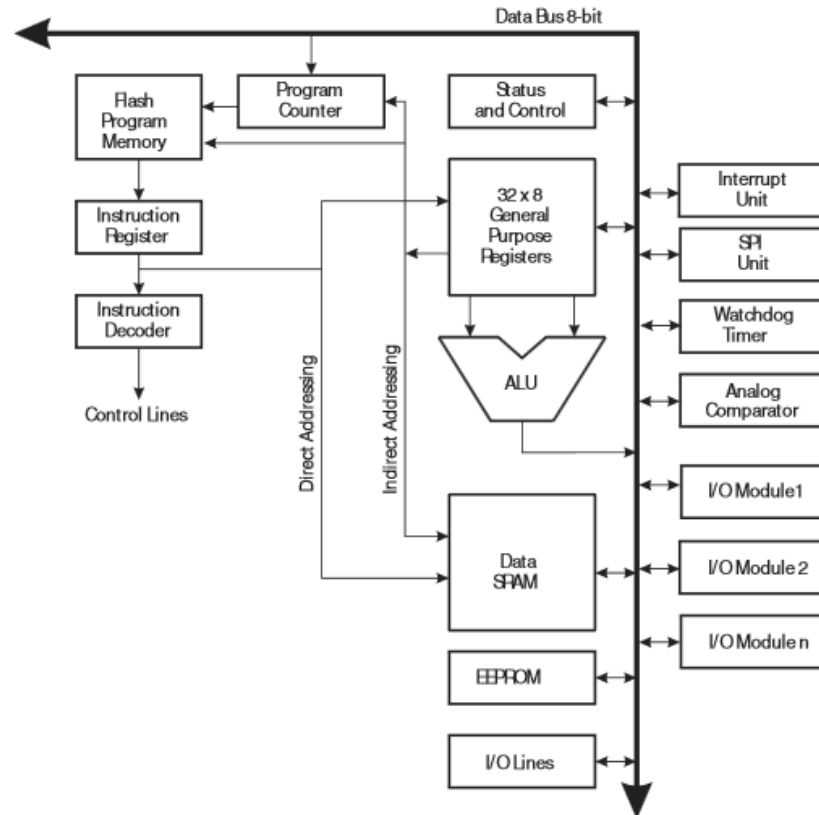 Data Bus 8-bit
Flash
Program
Memory
Program
Counter
Status
and Control
Instruction
Register
32 x 8
General
Purpose
Registers
Interrupt
Unit
SPI
Unit
Instruction
Decoder
Watchdog
Timer
Control Lines
Direct Addressing
Indirect Addressing
ALU
Analog
Comparator
I/O Module1
Data
SRAM
I/O Module 2
I/O Module n
EEPROM
I/O Lines